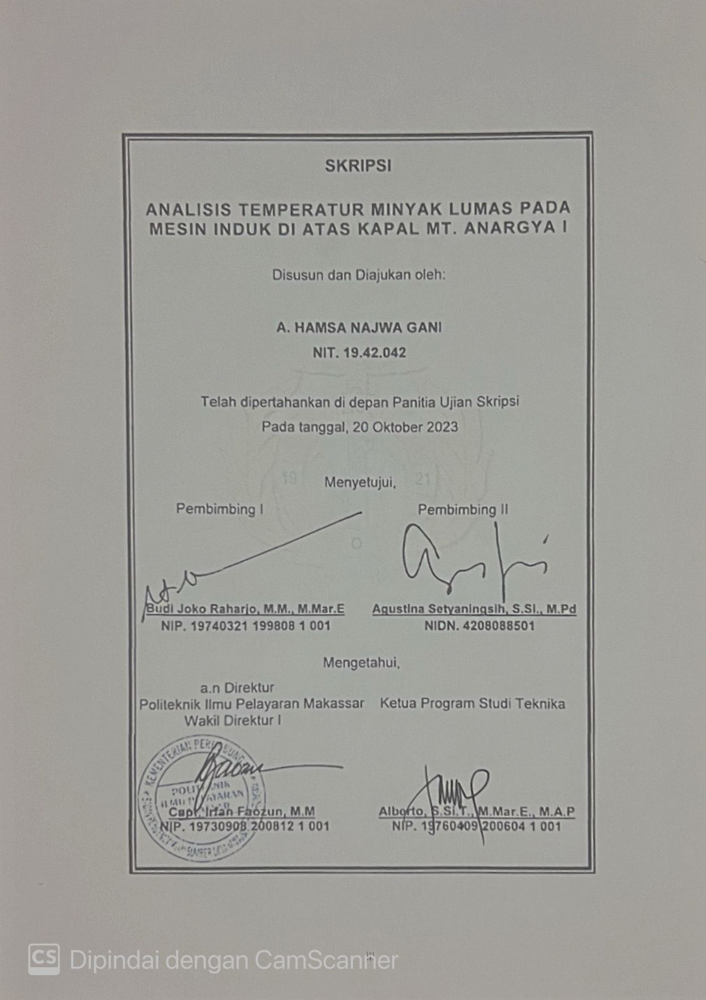 SKRIPSI
ANALISIS TEMPERATUR MINYAK LUMAS PADA
MESIN INDUK DI ATAS KAPAL MT. ANARGYA I
Disusun dan Diajukan oleh:
A. HAMSA NAJWA GANI
NIT. 19.42.042
Telah dipertahankan di depan Panitia Ujian Skripsi
Pada tanggal, 20 Oktober 2023
19 21
Menyetujui,
Pembimbing I Pembimbing II
Budi Joko Raharjo, M.M., M.Mar.E Agustina Setyaningsih, S.Si., M.Pd
NIP. 19740321 199808 1 001 NIDN. 4208088501
Mengetahui,
a.n Direktur
Politeknik Ilmu Pelayaran Makassar Ketua Program Studi Teknika
Wakil Direktur I
KEMENTERIAN
Capt. Irfan Faozun, M.M Alberto, S.Si.T., M.Mar.E., M.A.P
NIP. 19730908 200812 1 001 NIP. 19760409 200604 1 001
CS Dipindai dengan CamScanner